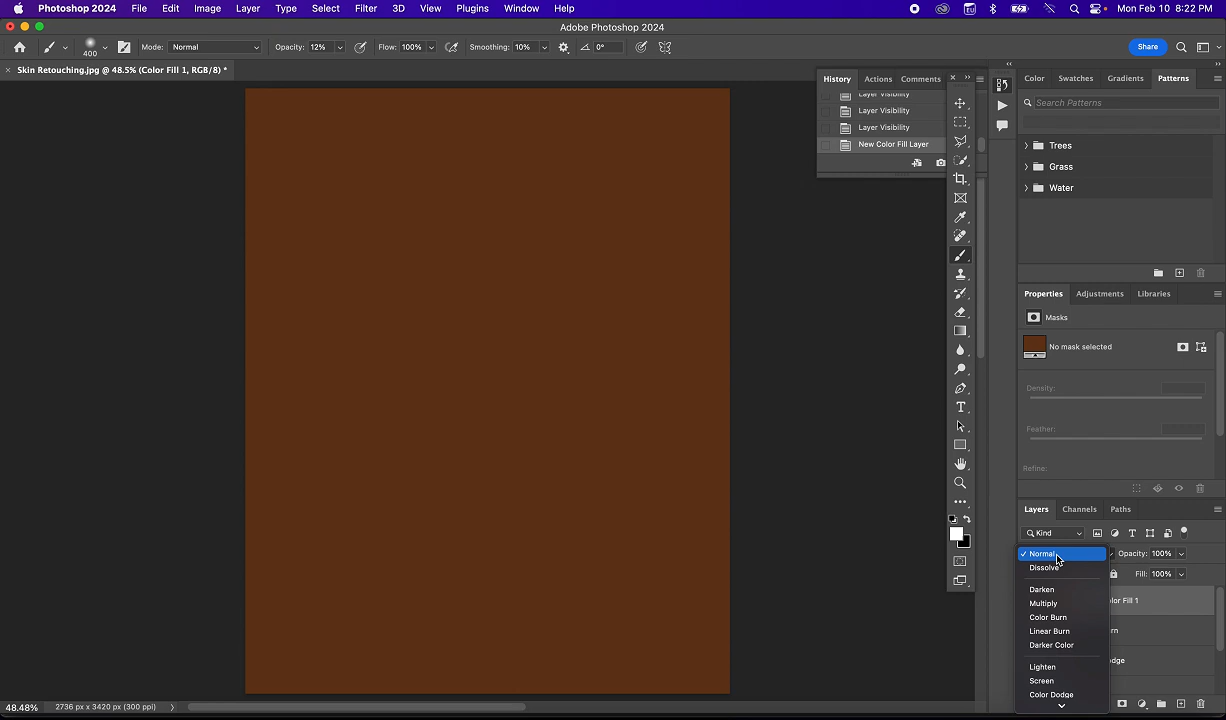 Photoshop 2024 File Edit Image Layer Type Select Filter 3D View Plugins Window Help Mon Feb 10 8:22 PM
Adobe Photoshop 2024
400 Mode: Normal Opacity: 12% Flow: 100% Smoothing: 10% 0° Share
Skin Retouching.jpg @ 48.5% (Color Fill 1, RGB/8) *
History Actions Comments
Layer Visibility
Layer Visibility
Layer Visibility
New Color Fill Layer
Color Swatches Gradients Patterns
Search Patterns
Trees
Grass
Water
Properties Adjustments Libraries
Masks
No mask selected
Density:
Feather:
Refine:
Layers Channels Paths
Kind
Normal Opacity: 100%
Dissolve Fill: 100%
Darken
Multiply olor Fill 1
Color Burn
Linear Burn rn
Darker Color
Lighten dge
Screen
Color Dodge
48.48% 2736 px x 3420 px (300 ppi)